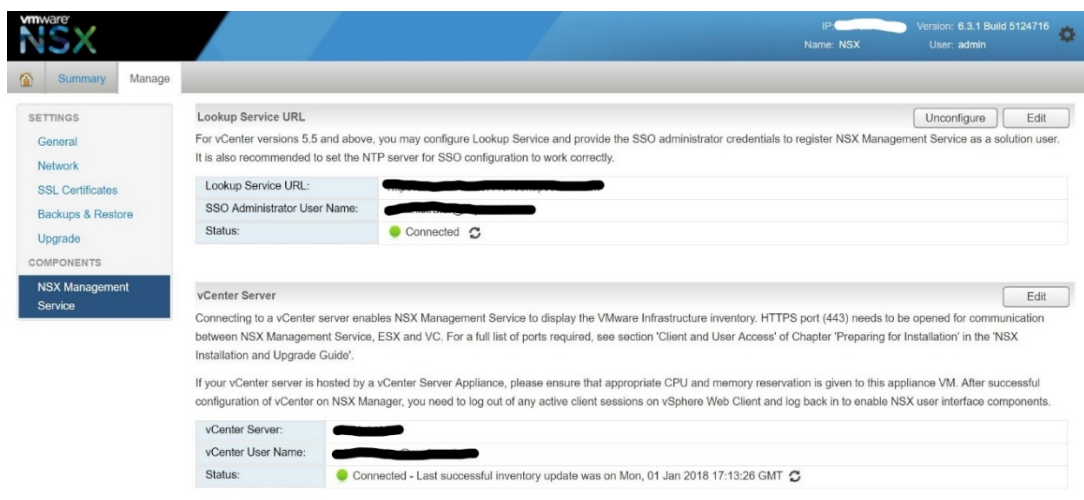 vmware
NSX
IP:
Version: 6.3.1 Build 5124716
Name: NSX
User: admin
Summary
Manage
SETTINGS
General
Network
SSL Certificates
Backups & Restore
Upgrade
COMPONENTS
NSX Management
Service
Lookup Service URL
Unconfigure
Edit
For vCenter versions 5.5 and above, you may configure Lookup Service and provide the SSO administrator credentials to register NSX Management Service as a solution user.
It is also recommended to set the NTP server for SSO configuration to work correctly.
Lookup Service URL:
SSO Administrator User Name:
Status:
Connected
vCenter Server
Edit
Connecting to a vCenter server enables NSX Management Service to display the VMware Infrastructure inventory. HTTPS port (443) needs to be opened for communication
between NSX Management Service, ESX and VC. For a full list of ports required, see section 'Client and User Access' of Chapter 'Preparing for Installation' in the 'NSX
Installation and Upgrade Guide'.
If your vCenter server is hosted by a vCenter Server Appliance, please ensure that appropriate CPU and memory reservation is given to this appliance VM. After successful
configuration of vCenter on NSX Manager, you need to log out of any active client sessions on vSphere Web Client and log back in to enable NSX user interface components.
vCenter Server:
vCenter User Name:
Status:
Connected - Last successful inventory update was on Mon, 01 Jan 2018 17:13:26 GMT